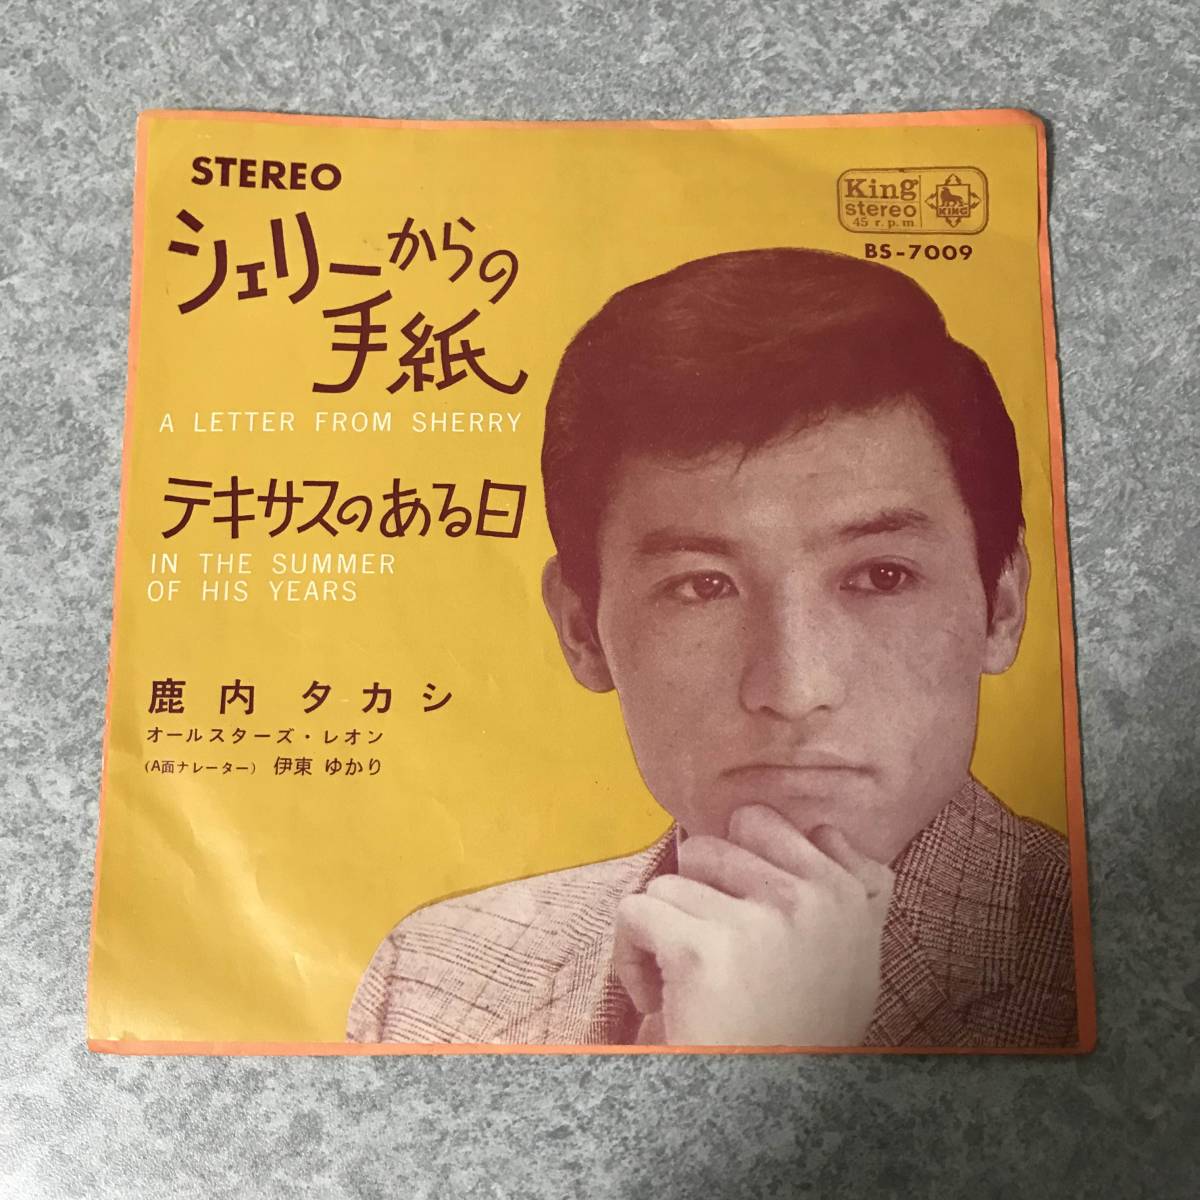 STEREO
シェリーからの
手紙
A LETTER FROM SHERRY
テキサスのある日
IN THE SUMMER
OF HIS YEARS
鹿内 タカシ
オールスターズ・レオン
(A面ナレーター) 伊東 ゆかり
King
stereo
45 r.p.m
KING
BS-7009